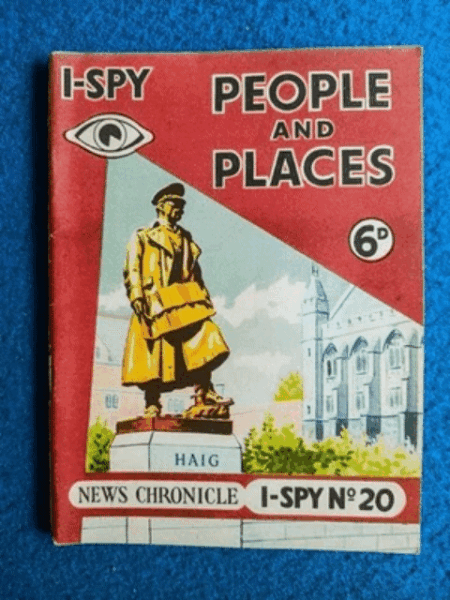 I-SPY
PEOPLE
AND
PLACES
6D
HAIG
NEWS CHRONICLE
I-SPY Nº 20